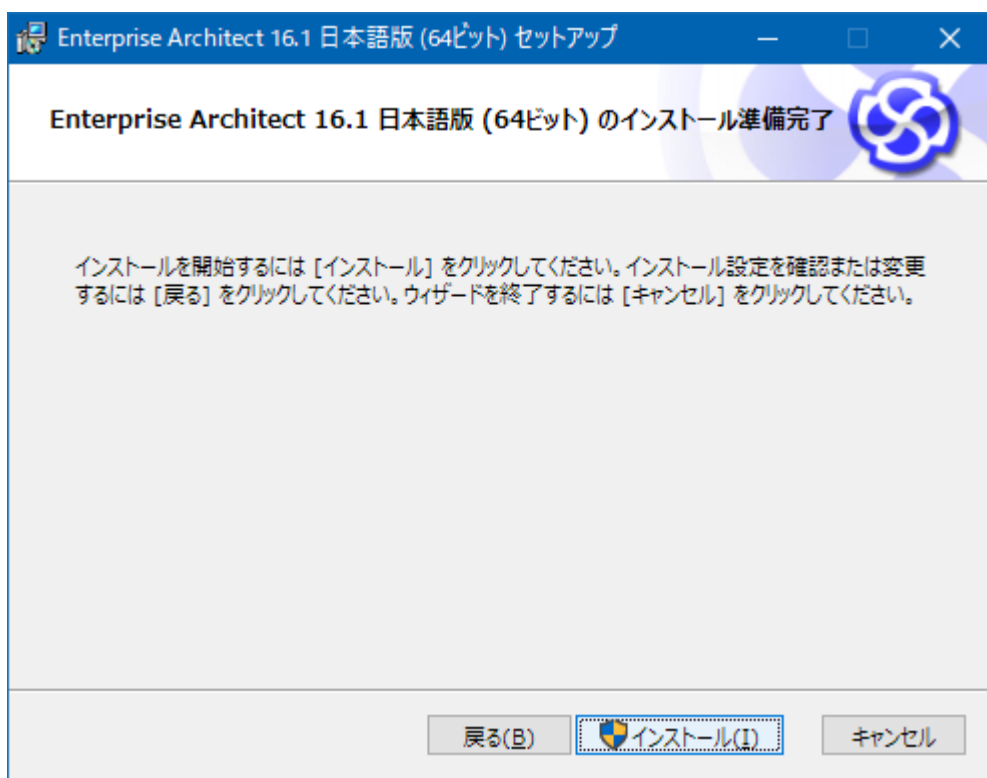 Enterprise Architect 16.1 日本語版 (64ビット) セットアップ
Enterprise Architect 16.1 日本語版 (64ビット) のインストール準備完了
インストールを開始するには [インストール] をクリックしてください。インストール設定を確認または変更
するには [戻る] をクリックしてください。ウィザードを終了するには [キャンセル] をクリックしてください。
戻る(B) インストール(I) キャンセル